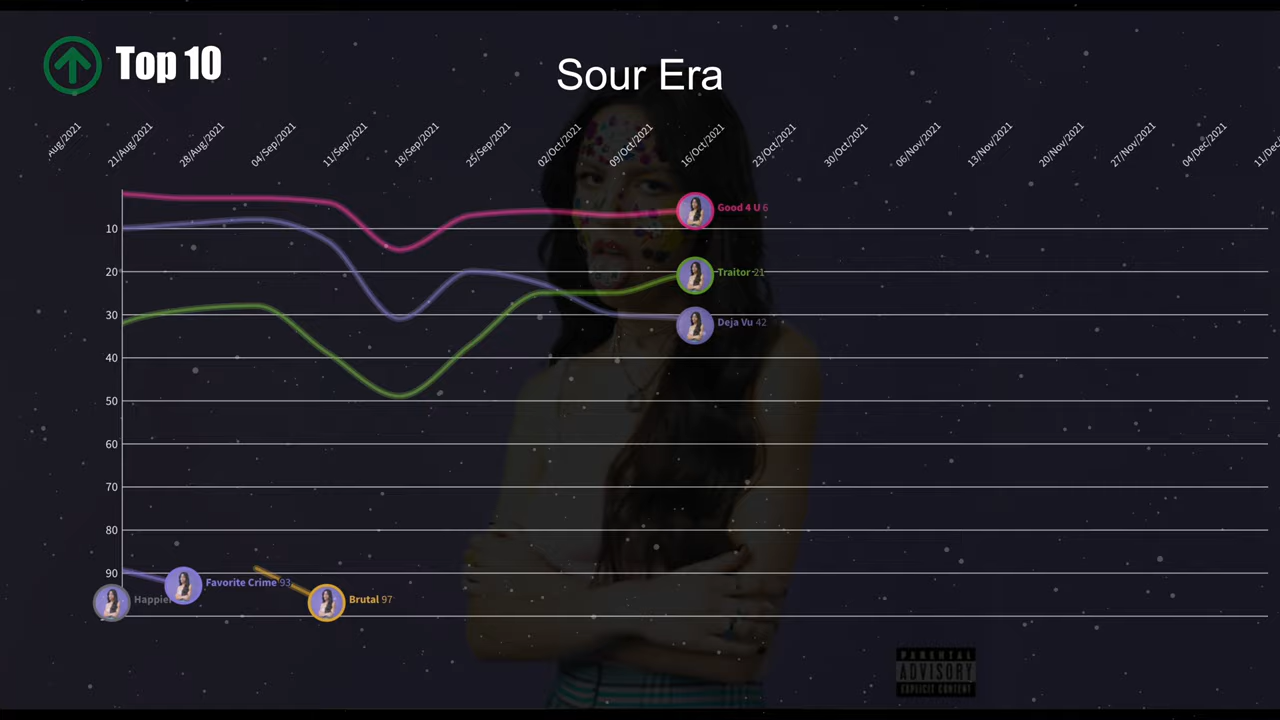 Top 10
Sour Era
Aug/2021
21/Aug/2021
28/Aug/2021
04/Sep/2021
11/Sep/2021
18/Sep/2021
25/Sep/2021
02/Oct/2021
09/Oct/2021
16/Oct/2021
23/Oct/2021
30/Oct/2021
06/Nov/2021
13/Nov/2021
20/Nov/2021
27/Nov/2021
04/Dec/2021
11/Dec
Good 4 U 6
10
20
Traitor 21
30
Deja Vu 42
40
50
60
70
80
90
Favorite Crime 93
Happier
Brutal 97
PARENTAL
ADVISORY
EXPLICIT CONTENT